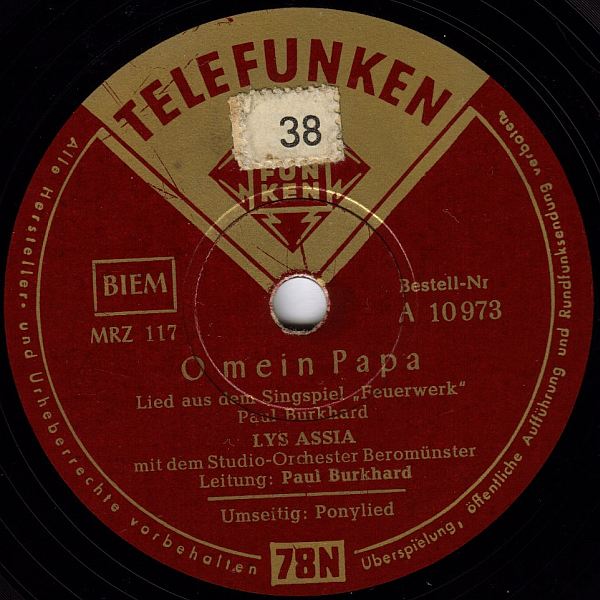 TELEFUNKEN
38
FUN
KEN
BIEM
MRZ 117
Bestell-Nr
A 10973
O mein Papa
Lied aus dem Singspiel „Feuerwerk“
Paul Burkhard
LYS ASSIA
mit dem Studio-Orchester Beromünster
Leitung: Paul Burkhard
Umseitig: Ponylied
78N
Alle Hersteller- und Urheberrechte vorbehalten
Überspielung, öffentliche Aufführung und Rundfunksendung verboten.